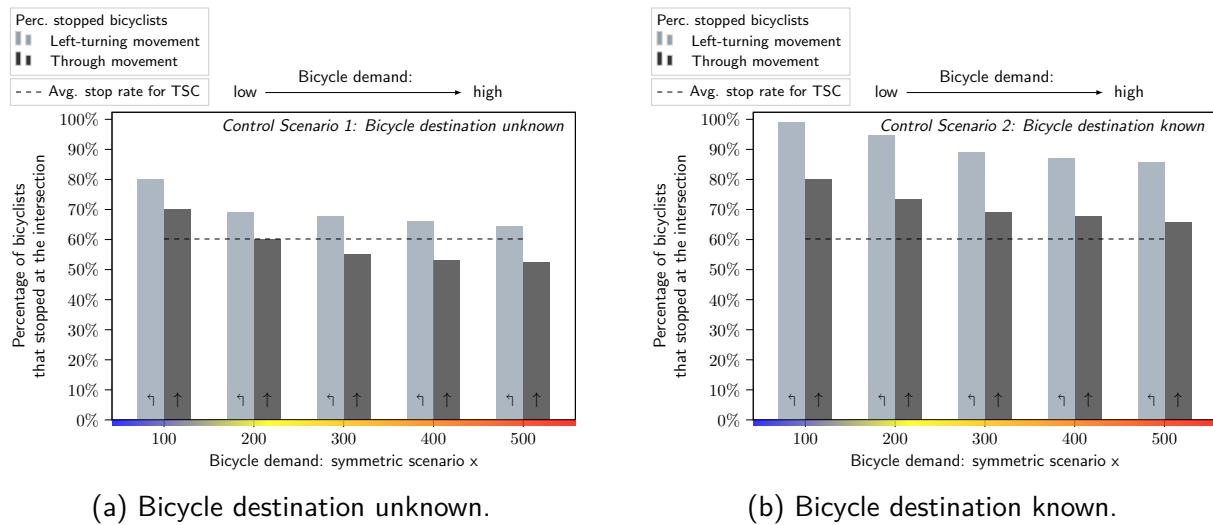 Perc. stopped bicyclists
Left-turning movement
Through movement
Avg. stop rate for TSC
Bicycle demand:
low
high
Control Scenario 1: Bicycle destination unknown
Percentage of bicyclists
that stopped at the intersection
100%
90%
80%
70%
60%
50%
40%
30%
20%
10%
0%
↰ ↑ ↰ ↑ ↰ ↑ ↰ ↑ ↰ ↑
100 200 300 400 500
Bicycle demand: symmetric scenario x
(a) Bicycle destination unknown.
Perc. stopped bicyclists
Left-turning movement
Through movement
Avg. stop rate for TSC
Bicycle demand:
low
high
Control Scenario 2: Bicycle destination known
Percentage of bicyclists
that stopped at the intersection
100%
90%
80%
70%
60%
50%
40%
30%
20%
10%
0%
↰ ↑ ↰ ↑ ↰ ↑ ↰ ↑ ↰ ↑
100 200 300 400 500
Bicycle demand: symmetric scenario x
(b) Bicycle destination known.